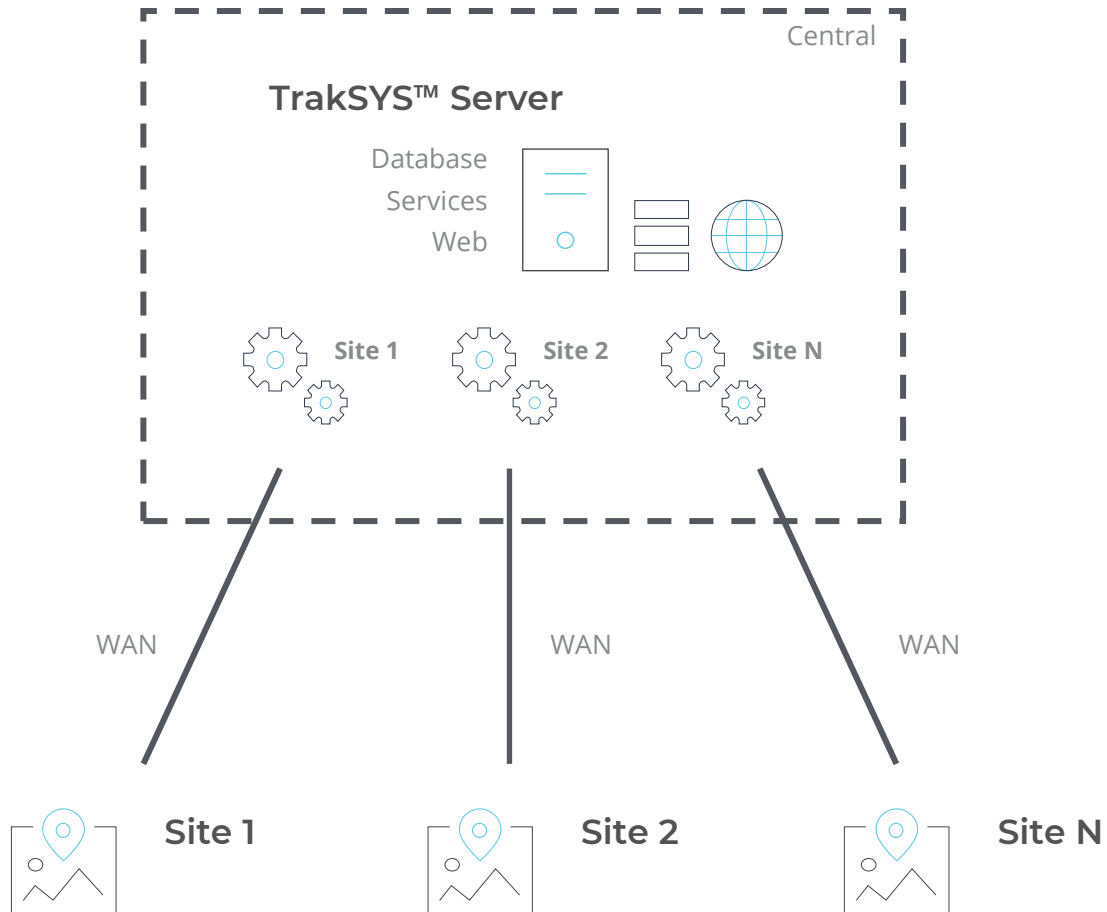 Central
TrakSYS™ Server
Database
Services
Web
Site 1
Site 2
Site N
WAN
WAN
WAN
Site 1
Site 2
Site N